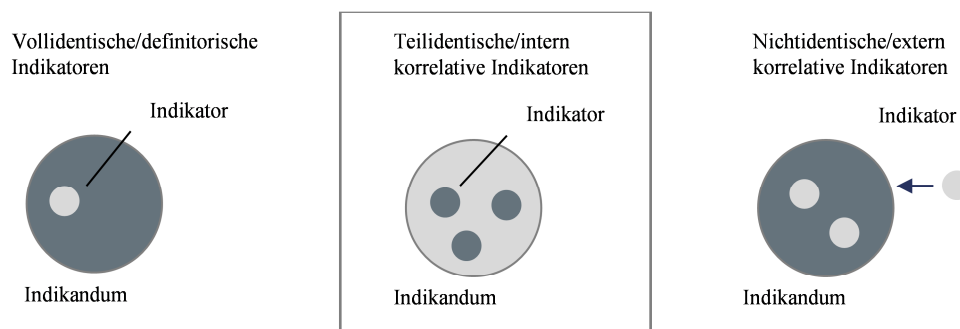 Vollidentische/definitorische
Indikatoren
Indikator
Indikandum
Teilidentische/intern
korrelative Indikatoren
Indikator
Indikandum
Nichtidentische/extern
korrelative Indikatoren
Indikator
Indikandum